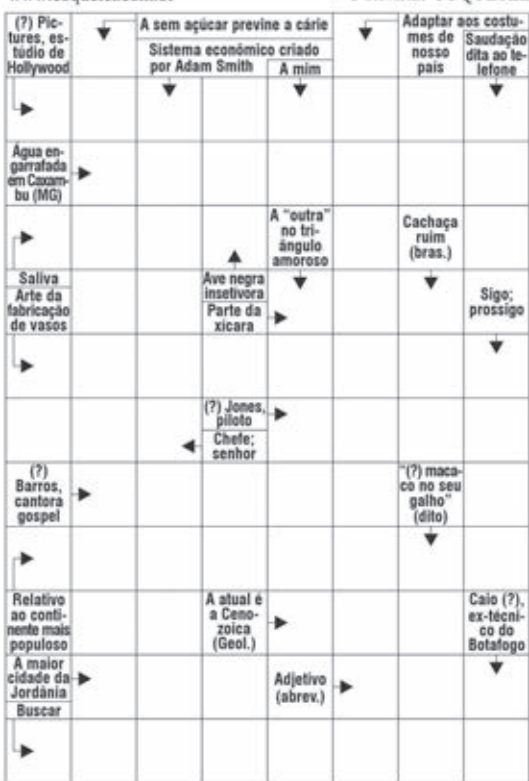 (?) Pic-
tures, es-
túdio de
Hollywood
A sem açúcar previne a cárie
Sistema econômico criado
por Adam Smith
A mim
Adaptar aos costu-
mes de
nosso
país
Saudação
dita ao te-
lefone
Água en-
garrafada
em Caxam-
bu (MG)
A "outra"
no tri-
ângulo
amoroso
Cachaça
ruim
(bras.)
Saliva
Arte da
fabricação
de vasos
Ave negra
insetívora
Parte da
xícara
Sigo;
prossigo
(?) Jones,
piloto
Chefe;
senhor
(?)
Barros,
cantora
gospel
"(?) maca-
co no seu
galho"
(dito)
Relativo
ao conti-
nente mais
populoso
A atual é
a Ceno-
zoica
(Geol.)
Caio (?),
ex-técni-
co do
Botafogo
A maior
cidade da
Jordânia
Buscar
Adjetivo
(abrev.)